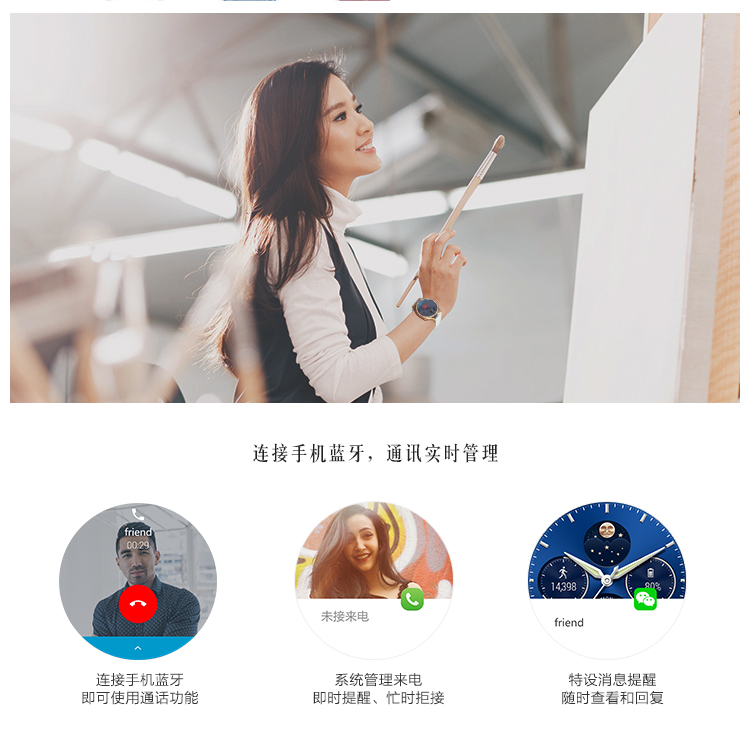 连接手机蓝牙，通讯实时管理
friend
00:29
未接来电
14,398
80%
friend
连接手机蓝牙
即可使用通话功能
系统管理来电
即时提醒、忙时拒接
特设消息提醒
随时查看和回复